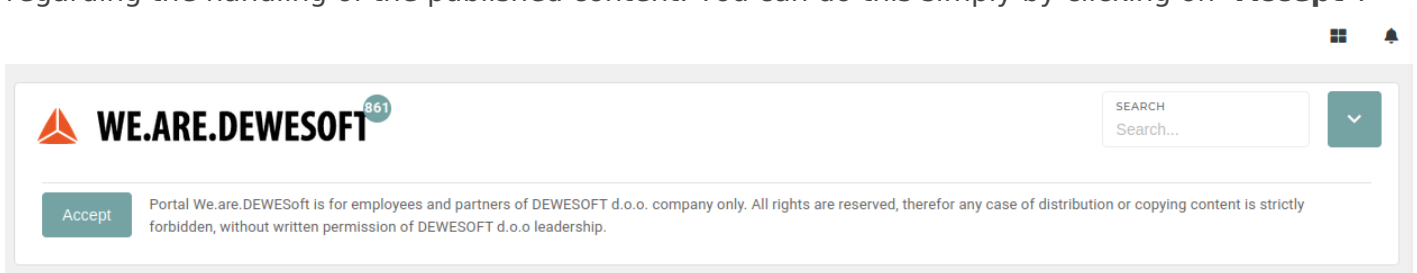 regarding the handling of the published content. You can do this simply by clicking on "Accept".
WE.ARE.DEWESOFT
861
SEARCH
Search...
Accept
Portal We.are.DEWESoft is for employees and partners of DEWESOFT d.o.o. company only. All rights are reserved, therefor any case of distribution or copying content is strictly
forbidden, without written permission of DEWESOFT d.o.o leadership.